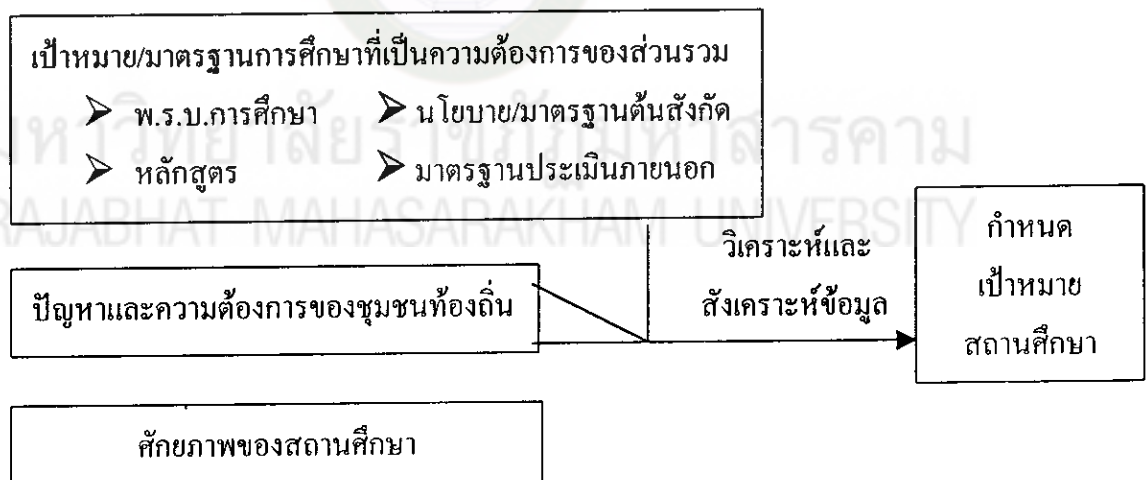 เป้าหมาย/มาตรฐานการศึกษาที่เป็นความต้องการของส่วนรวม
➢ พ.ร.บ.การศึกษา ➢ นโยบาย/มาตรฐานต้นสังกัด
➢ หลักสูตร ➢ มาตรฐานประเมินภายนอก
มหาวิทยาลัยราชภัฏมหาสารคาม
RAJABHAT MAHASARAKHAM UNIVERSITY
ปัญหาและความต้องการของชุมชนท้องถิ่น
วิเคราะห์และ
สังเคราะห์ข้อมูล
กำหนด
เป้าหมาย
สถานศึกษา
ศักยภาพของสถานศึกษา